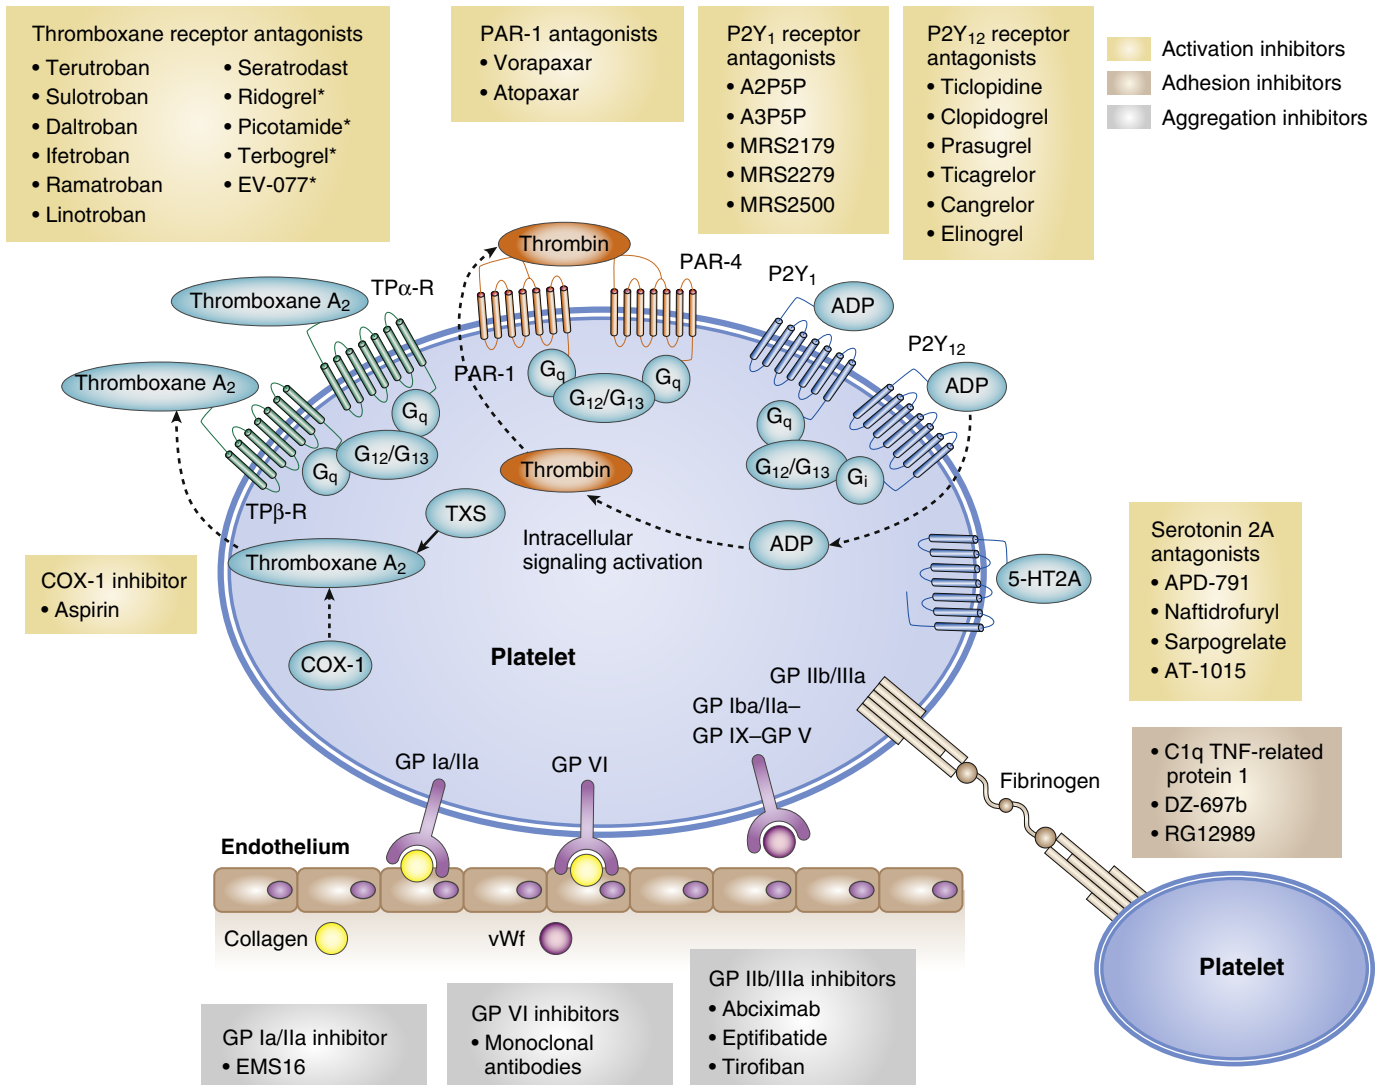 Thromboxane receptor antagonists
• Terutroban
• Sulotroban
• Daltroban
• Ifetroban
• Ramatroban
• Linotroban
• Seratrodast
• Ridogrel*
• Picotamide*
• Terbogrel*
• EV-077*
PAR-1 antagonists
• Vorapaxar
• Atopaxar
P2Y1 receptor
antagonists
• A2P5P
• A3P5P
• MRS2179
• MRS2279
• MRS2500
P2Y12 receptor
antagonists
• Ticlopidine
• Clopidogrel
• Prasugrel
• Ticagrelor
• Cangrelor
• Elinogrel
Activation inhibitors
Adhesion inhibitors
Aggregation inhibitors
Thrombin
PAR-4
P2Y1
ADP
TPα-R
Thromboxane A2
P2Y12
ADP
Thromboxane A2
PAR-1
Gq
G12/G13
Gq
Gq
G12/G13
Gq
TPβ-R
Gq
G12/G13
Gi
Thrombin
TXS
Intracellular
signaling activation
ADP
Thromboxane A2
COX-1
COX-1 inhibitor
• Aspirin
5-HT2A
Serotonin 2A
antagonists
• APD-791
• Naftidrofuryl
• Sarpogrelate
• AT-1015
Platelet
GP IIb/IIIa
GP Iba/IIa–
GP IX–GP V
GP Ia/IIa
GP VI
Fibrinogen
• C1q TNF-related
protein 1
• DZ-697b
• RG12989
Endothelium
Collagen
vWf
Platelet
GP Ia/IIa inhibitor
• EMS16
GP VI inhibitors
• Monoclonal
antibodies
GP IIb/IIIa inhibitors
• Abciximab
• Eptifibatide
• Tirofiban